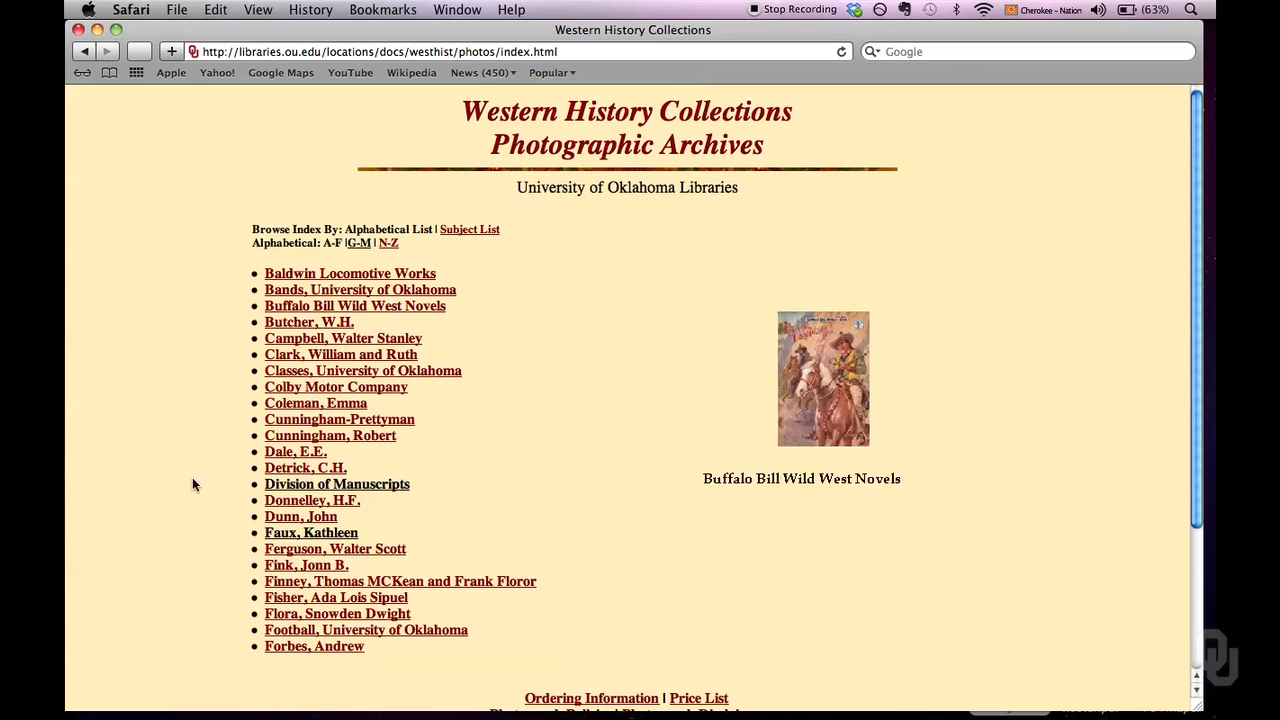 Safari File Edit View History Bookmarks Window Help Stop Recording Cherokee - Nation (63%)
Western History Collections
http://libraries.ou.edu/locations/docs/westhist/photos/index.html Google
Apple Yahoo! Google Maps YouTube Wikipedia News (450) Popular
Western History Collections
Photographic Archives
University of Oklahoma Libraries
Browse Index By: Alphabetical List | Subject List
Alphabetical: A-F |G-M | N-Z
Baldwin Locomotive Works
Bands, University of Oklahoma
Buffalo Bill Wild West Novels
Butcher, W.H.
Campbell, Walter Stanley
Clark, William and Ruth
Classes, University of Oklahoma
Colby Motor Company
Coleman, Emma
Cunningham-Prettyman
Cunningham, Robert
Dale, E.E.
Detrick, C.H.
Division of Manuscripts
Donnelley, H.F.
Dunn, John
Faux, Kathleen
Ferguson, Walter Scott
Fink, Jonn B.
Finney, Thomas MCKean and Frank Floror
Fisher, Ada Lois Sipuel
Flora, Snowden Dwight
Football, University of Oklahoma
Forbes, Andrew
Buffalo Bill Wild West Novels
Ordering Information | Price List
OU